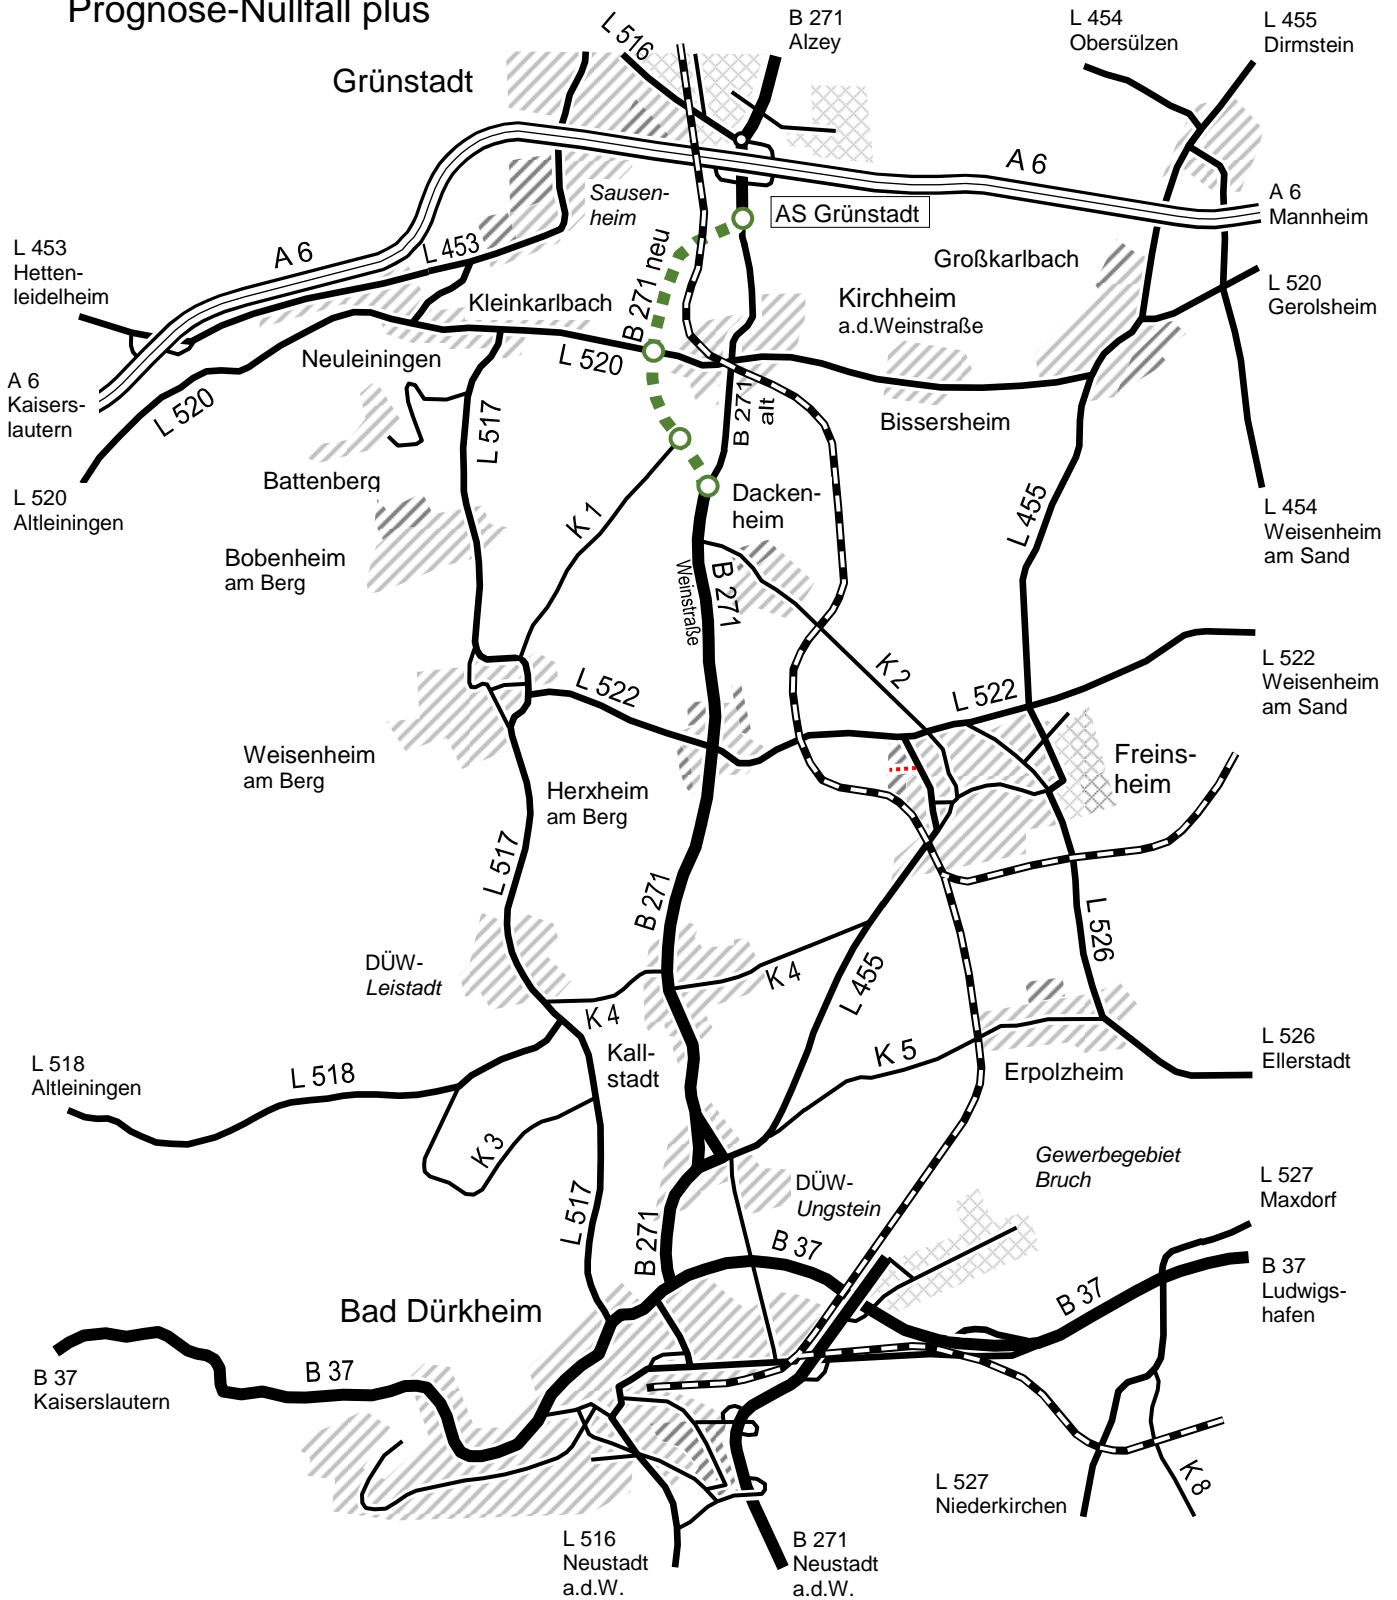 Prognose-Nullfall plus
L 516
B 271
Alzey
L 454
Obersülzen
L 455
Dirmstein
Grünstadt
A 6
A 6
Mannheim
Sausen-
heim
AS Grünstadt
L 453
Hetten-
leidelheim
A 6
L 453
B 271 neu
Großkarlbach
L 520
Gerolsheim
Kleinkarlbach
Kirchheim
a.d.Weinstraße
Neuleiningen
L 520
A 6
Kaisers-
lautern
L 520
L 517
B 271
alt
Bissersheim
Battenberg
L 520
Altleiningen
K 1
Dacken-
heim
L 455
L 454
Weisenheim
am Sand
Bobenheim
am Berg
Weinstraße
B 271
L 522
Weisenheim
am Sand
K 2
L 522
L 522
Weisenheim
am Berg
Freins-
heim
Herxheim
am Berg
L 517
B 271
L 526
DÜW-
Leistadt
K 4
K 4
L 455
L 518
Altleiningen
L 518
Kall-
stadt
K 5
Erpolzheim
L 526
Ellerstadt
K 3
Gewerbegebiet
Bruch
L 527
Maxdorf
DÜW-
Ungstein
L 517
B 271
B 37
B 37
Ludwigs-
hafen
B 37
Bad Dürkheim
B 37
Kaiserslautern
B 37
L 527
Niederkirchen
K 8
L 516
Neustadt
a.d.W.
B 271
Neustadt
a.d.W.